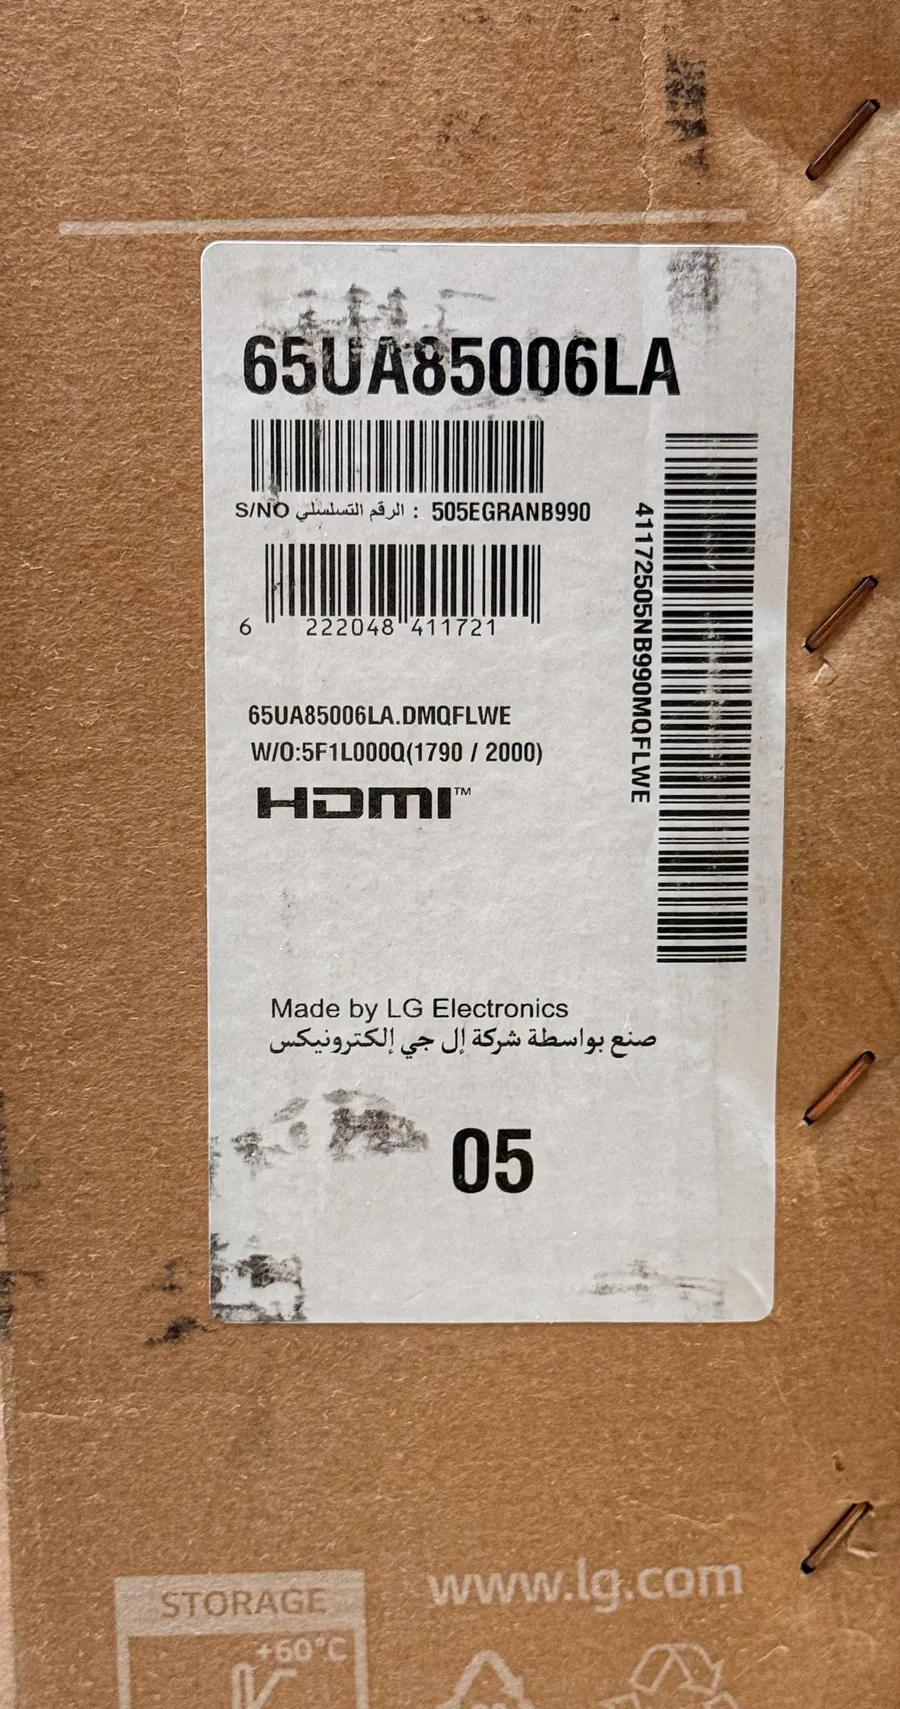 65UA85006LA
S/NO الرقم التسلسلي : 505EGRANB990
6 222048 411721
41172505NB990MQFLWE
65UA85006LA.DMQFLWE
W/O:5F1L000Q(1790 / 2000)
HDMI™
Made by LG Electronics
صنع بواسطة شركة إل جي إلكترونيكس
05
www.lg.com
STORAGE
+60°C